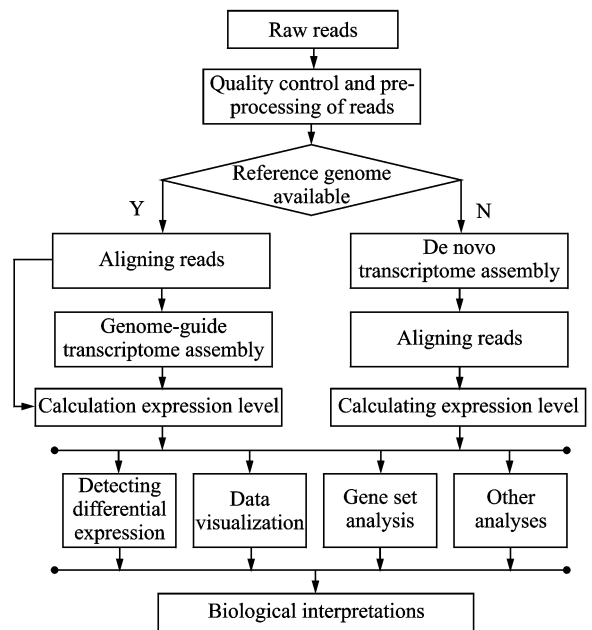 Raw reads
Quality control and pre-
processing of reads
Reference genome
available
Y
N
Aligning reads
De novo
transcriptome assembly
Genome-guide
transcriptome assembly
Aligning reads
Calculation expression level
Calculating expression level
Detecting
differential
expression
Data
visualization
Gene set
analysis
Other
analyses
Biological interpretations